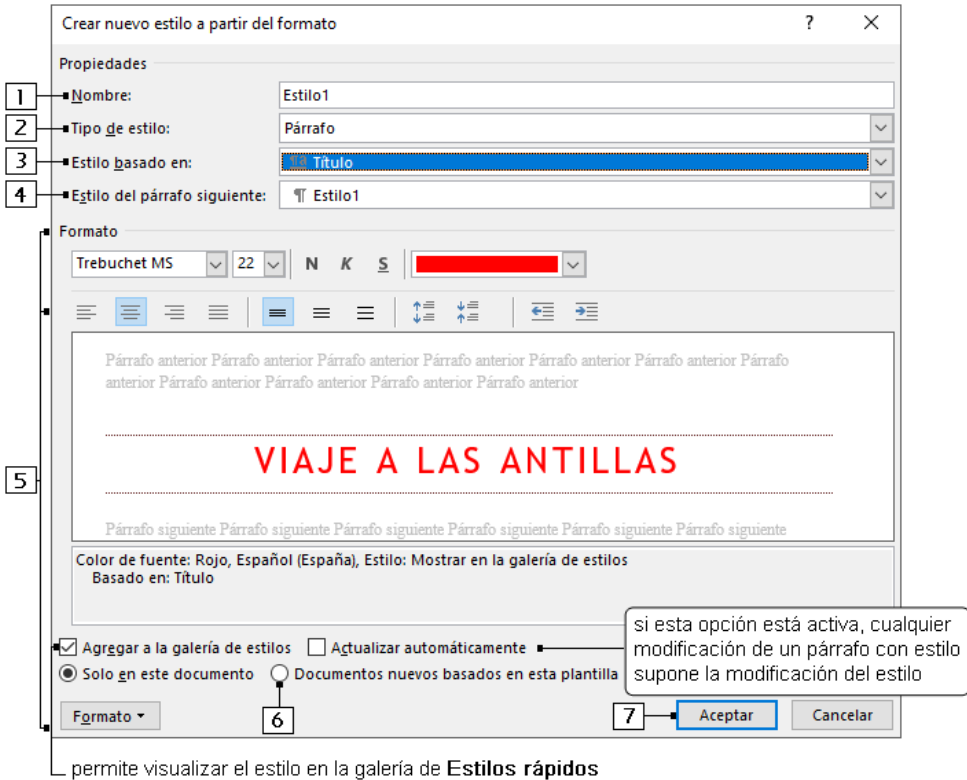 Crear nuevo estilo a partir del formato ? ×
Propiedades
1 Nombre: Estilo1
2 Tipo de estilo: Párrafo
3 Estilo basado en: ¶a Título
4 Estilo del párrafo siguiente: ¶ Estilo1
Formato
Trebuchet MS 22 N K S
Párrafo anterior Párrafo anterior Párrafo anterior Párrafo anterior Párrafo anterior Párrafo anterior Párrafo
anterior Párrafo anterior Párrafo anterior Párrafo anterior Párrafo anterior
VIAJE A LAS ANTILLAS
5
Párrafo siguiente Párrafo siguiente Párrafo siguiente Párrafo siguiente Párrafo siguiente Párrafo siguiente
Color de fuente: Rojo, Español (España), Estilo: Mostrar en la galería de estilos
Basado en: Título
si esta opción está activa, cualquier
modificación de un párrafo con estilo
supone la modificación del estilo
Agregar a la galería de estilos Actualizar automáticamente
Solo en este documento Documentos nuevos basados en esta plantilla
6
Formato 7 Aceptar Cancelar
permite visualizar el estilo en la galería de Estilos rápidos